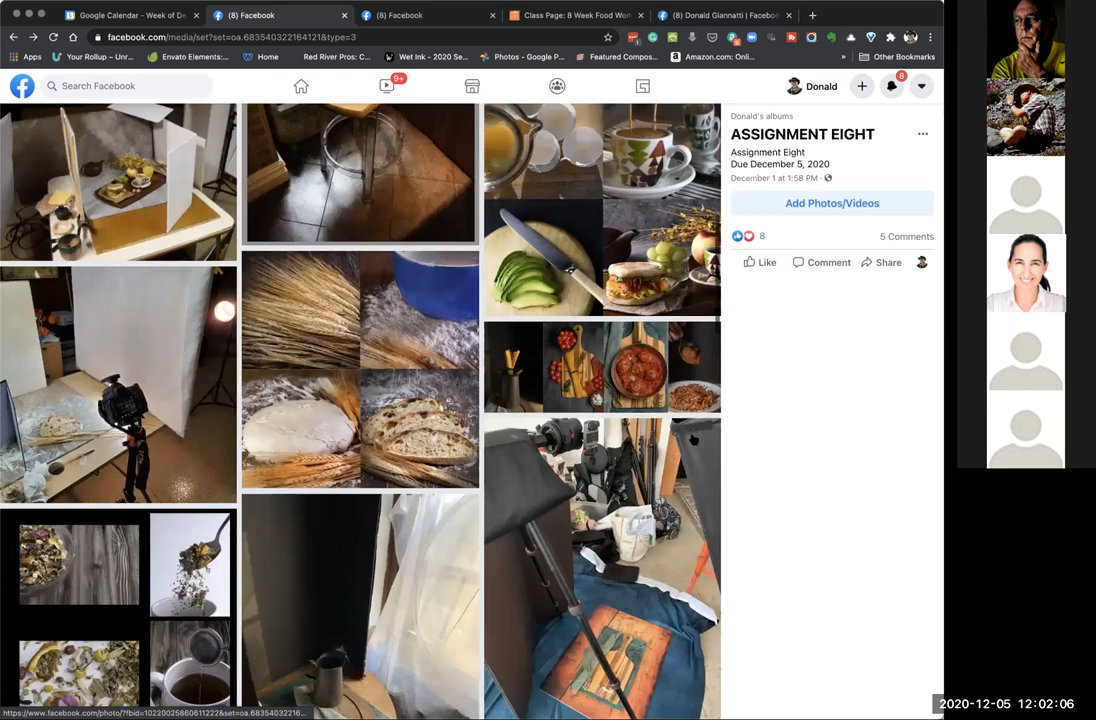 Google Calendar - Week of De
(8) Facebook
(8) Facebook
Class Page: 8 Week Food Wor
(8) Donald Giannatti | Facebo
facebook.com/media/set?set=oa.683540322164121&type=3
Apps
Your Rollup – Unr...
Envato Elements:...
Home
Red River Pros: C...
Wet Ink - 2020 Se...
Photos - Google P...
Featured Compos...
Amazon.com: Onli...
»
Other Bookmarks
Search Facebook
9+
Donald
8
Donald's albums
ASSIGNMENT EIGHT
Assignment Eight
Due December 5, 2020
December 1 at 1:58 PM ·
Add Photos/Videos
8
5 Comments
Like
Comment
Share
https://www.facebook.com/photo/?fbid=10220025860611222&set=oa.68354032216...
2020-12-05 12:02:06